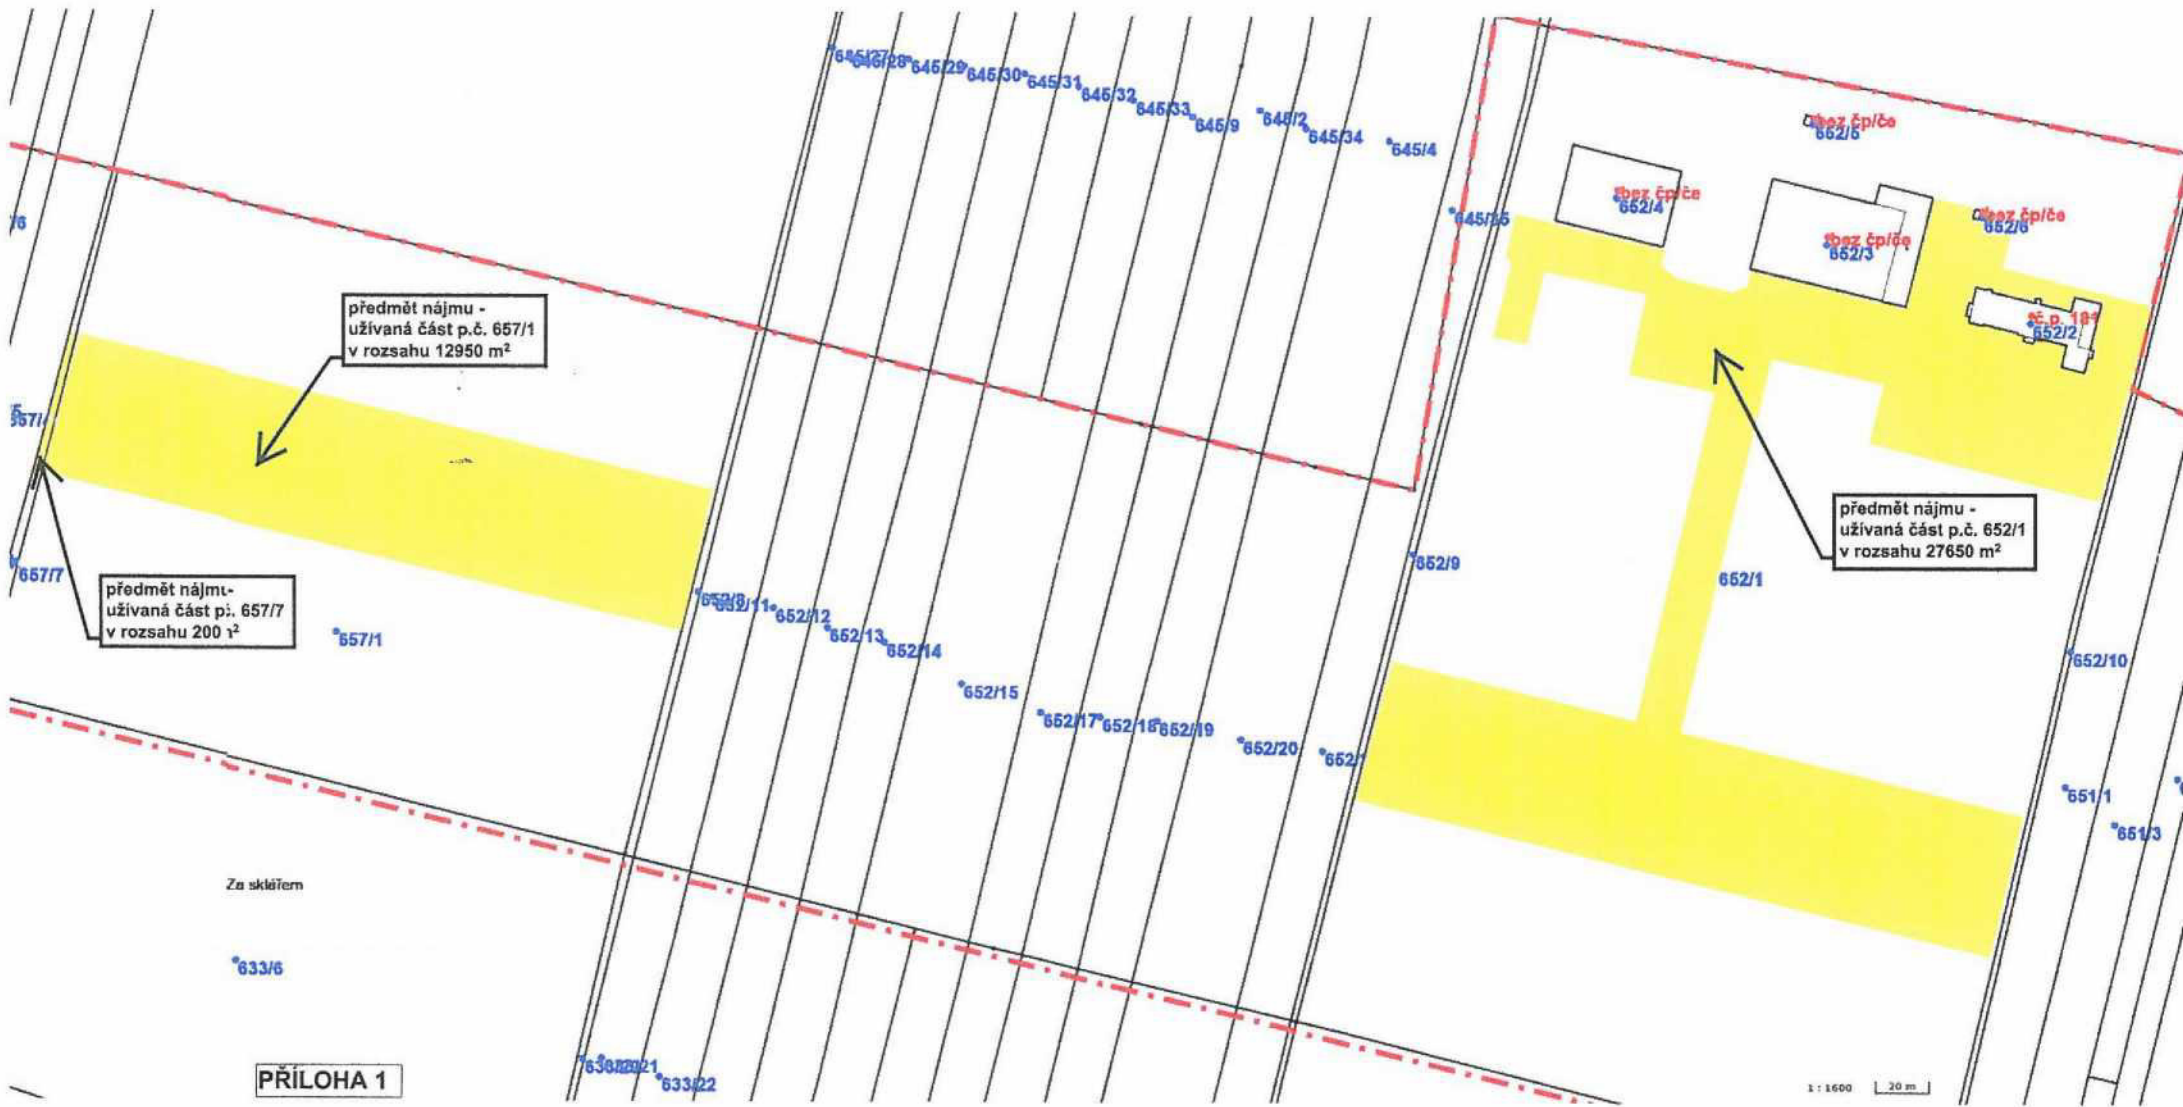 645/28
645/29
645/30
645/31
645/32
645/33
645/9
645/34
645/4
645/35
bez čp/če
652/5
bez čp/če
652/4
bez čp/če
652/6
bez čp/če
652/3
č.p. 181
652/2
předmět nájmu -
užívaná část p.č. 657/1
v rozsahu 12950 m²
předmět nájmu -
užívaná část p.č. 652/1
v rozsahu 27650 m²
657/7
předmět nájmu-
užívaná část p.č. 657/7
v rozsahu 200 m²
657/1
652/11
652/12
652/13
652/14
652/15
652/17
652/18
652/19
652/20
652/9
652/1
652/10
651/1
651/3
Za sklářem
633/6
633/22
PŘÍLOHA 1
1 : 1600
20 m